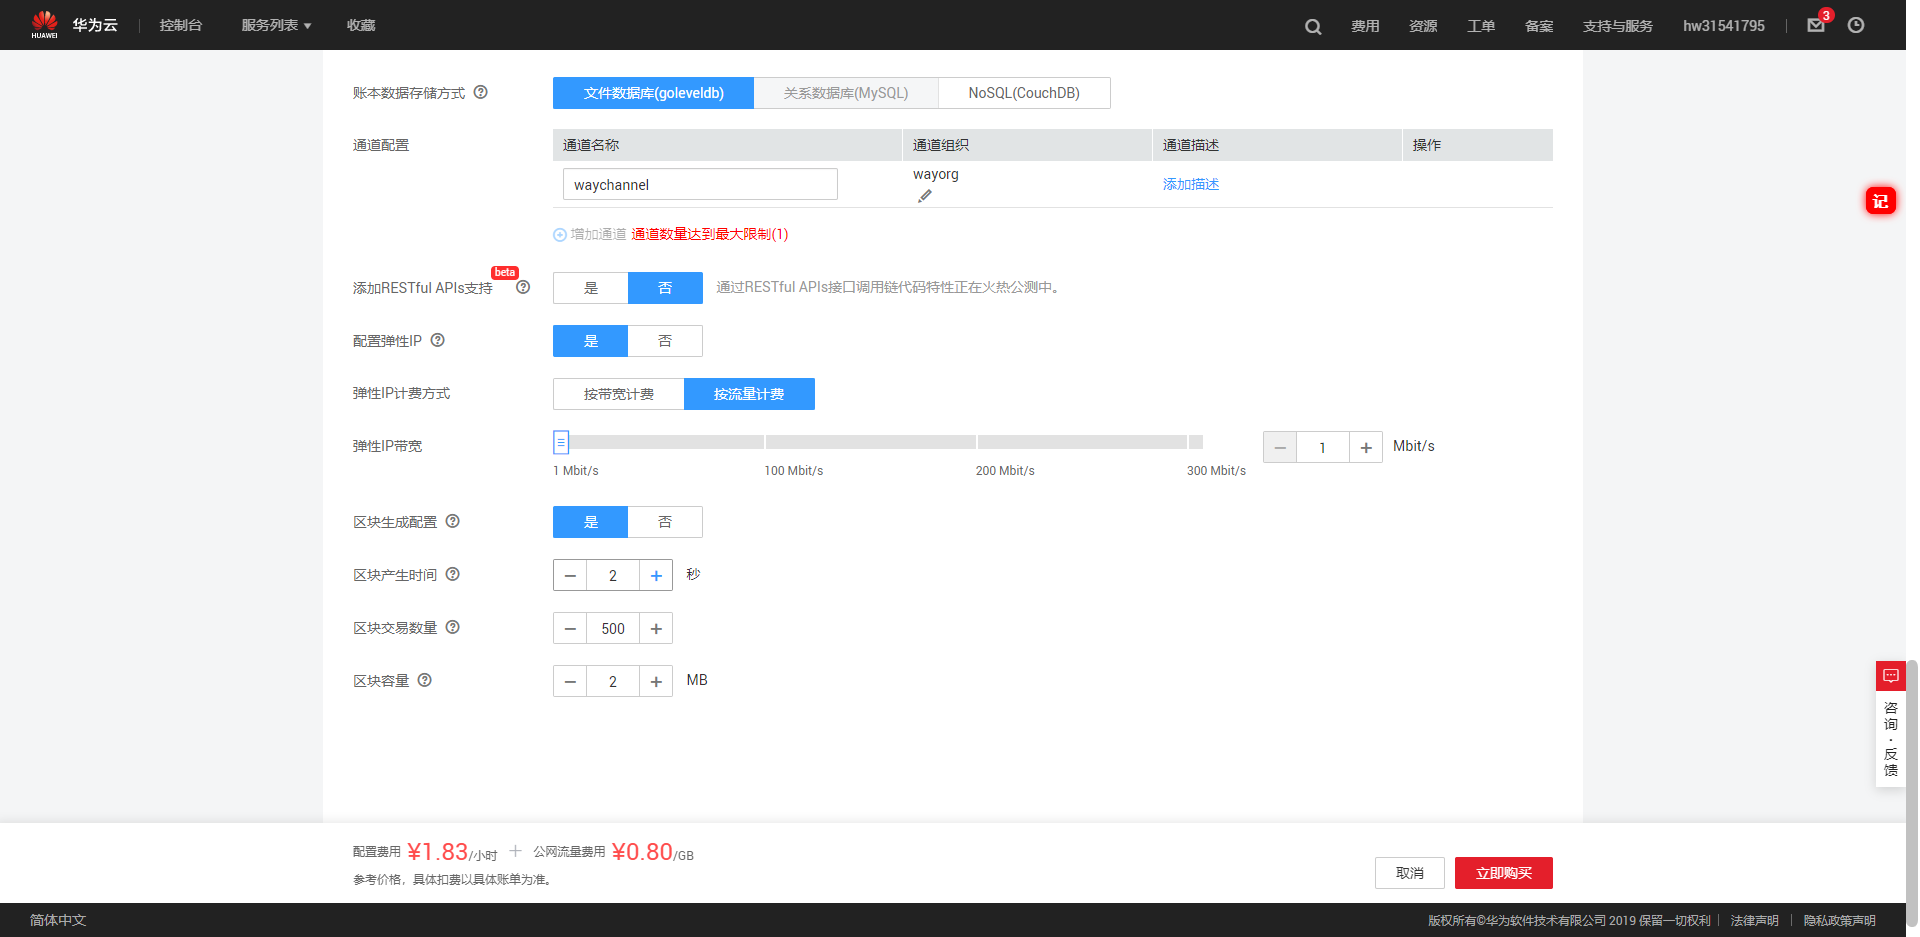 HUAWEI 华为云 控制台 服务列表 收藏 费用 资源 工单 备案 支持与服务 hw31541795 3
账本数据存储方式 文件数据库(goleveldb) 关系数据库(MySQL) NoSQL(CouchDB)
通道配置 通道名称 通道组织 通道描述 操作
waychannel wayorg 添加描述
记
增加通道 通道数量达到最大限制(1)
添加RESTful APIs支持 beta 是 否 通过RESTful APIs接口调用链代码特性正在火热公测中。
配置弹性IP 是 否
弹性IP计费方式 按带宽计费 按流量计费
弹性IP带宽 1 Mbit/s
1 Mbit/s 100 Mbit/s 200 Mbit/s 300 Mbit/s
区块生成配置 是 否
区块产生时间 2 秒
区块交易数量 500
区块容量 2 MB
咨询·反馈
配置费用 ¥1.83/小时 + 公网流量费用 ¥0.80/GB
参考价格，具体扣费以具体账单为准。
取消 立即购买
简体中文 版权所有©华为软件技术有限公司 2019 保留一切权利 | 法律声明 | 隐私政策声明